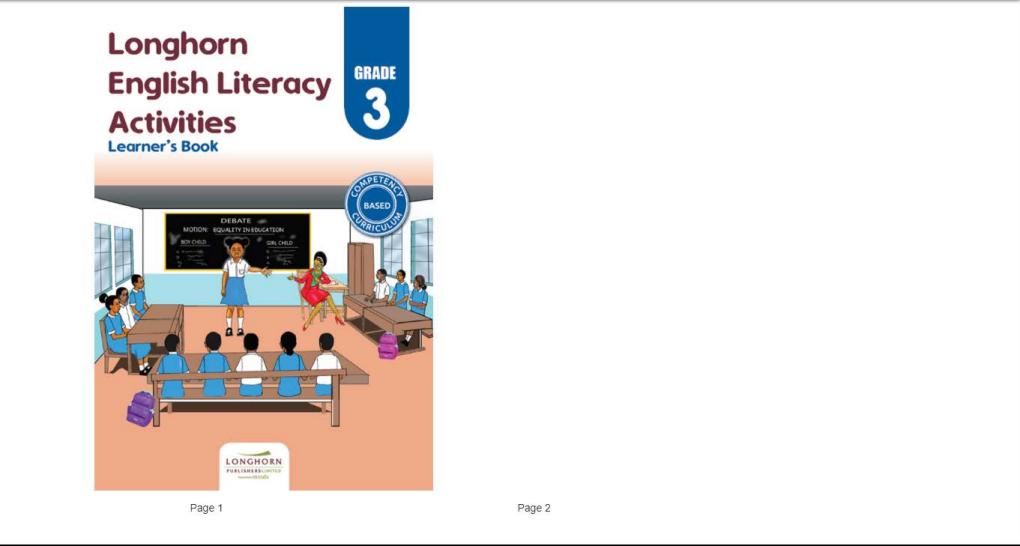 Longhorn
English Literacy
Activities
Learner's Book
GRADE
3
COMPETENCY
BASED
CURRICULUM
DEBATE
MOTION: EQUALITY IN EDUCATION
BOY CHILD
GIRL CHILD
LONGHORN
PUBLISHERS LIMITED
Page 1
Page 2